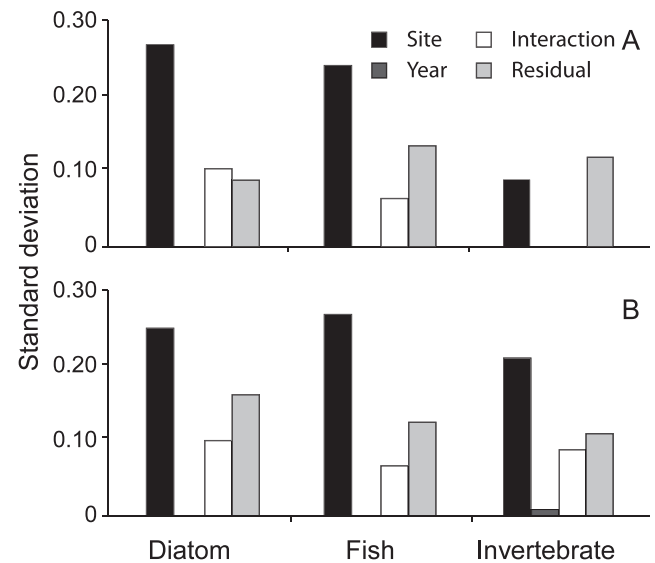 0.30
0.20
0.10
0
Site
Interaction
Year
Residual
A
Standard deviation
0.30
0.20
0.10
0
B
Diatom
Fish
Invertebrate